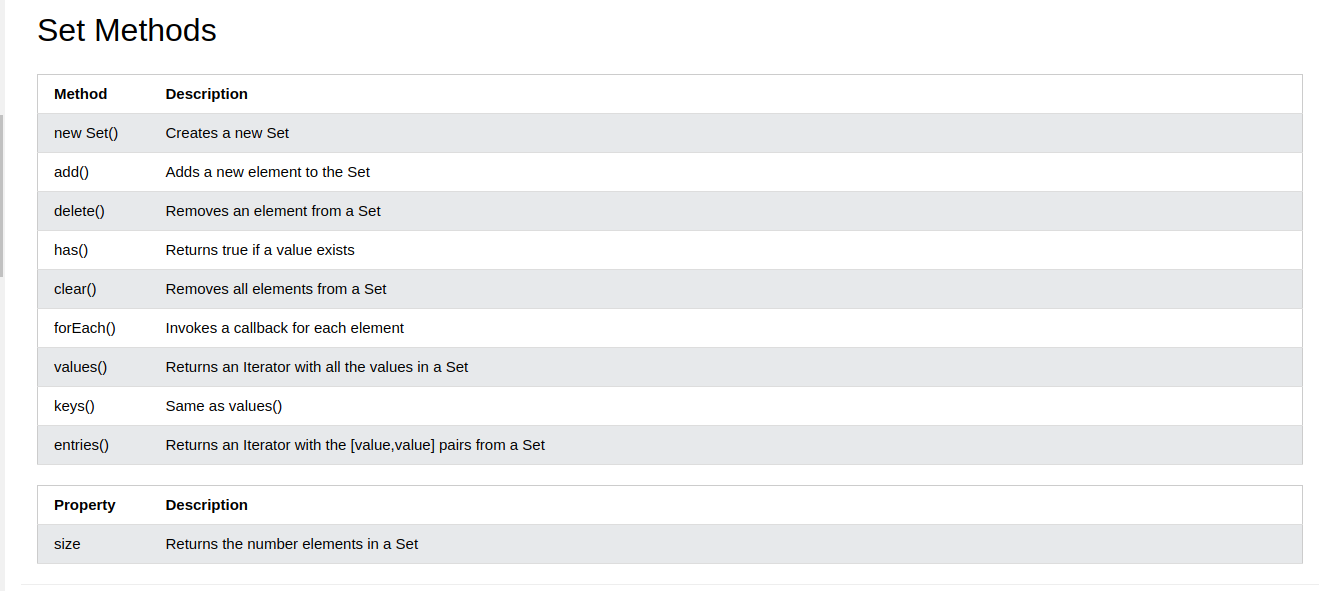 Set Methods
Method Description
new Set() Creates a new Set
add() Adds a new element to the Set
delete() Removes an element from a Set
has() Returns true if a value exists
clear() Removes all elements from a Set
forEach() Invokes a callback for each element
values() Returns an Iterator with all the values in a Set
keys() Same as values()
entries() Returns an Iterator with the [value,value] pairs from a Set
Property Description
size Returns the number elements in a Set